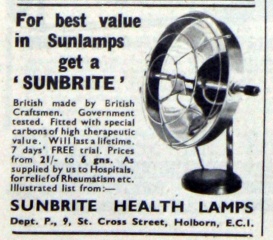 For best value
in Sunlamps
get a
'SUNBRITE'
British made by British
Craftsmen. Government
tested. Fitted with special
carbons of high therapeutic
value. Will last a lifetime.
7 days' FREE trial. Prices
from 21/- to 6 gns. As
supplied by us to Hospitals,
for relief of Rheumatism etc.
Illustrated list from:—
SUNBRITE HEALTH LAMPS
Dept. P., 9, St. Cross Street, Holborn, E.C.I.